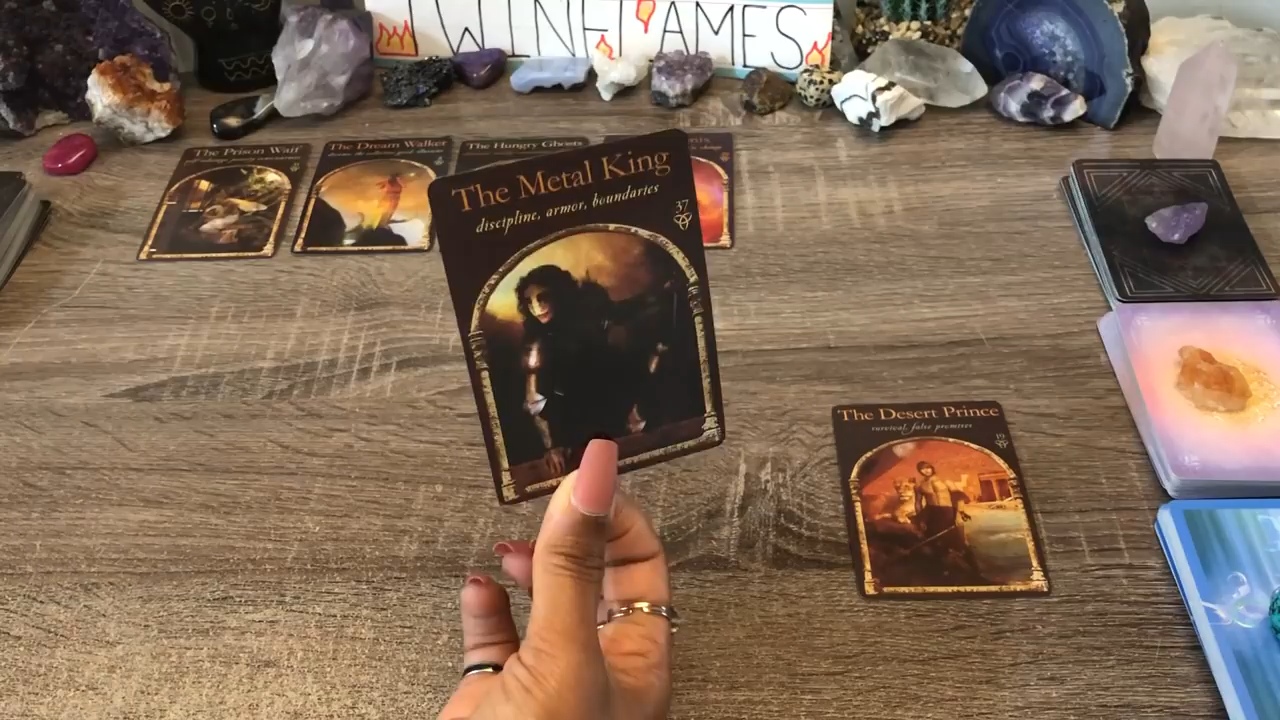 TWINFLAMES
The Prison Wait
The Dream Walker
The Hungry Ghosts
The Metal King
discipline, armor, boundaries
37
The Desert Prince
survival, false promises
19